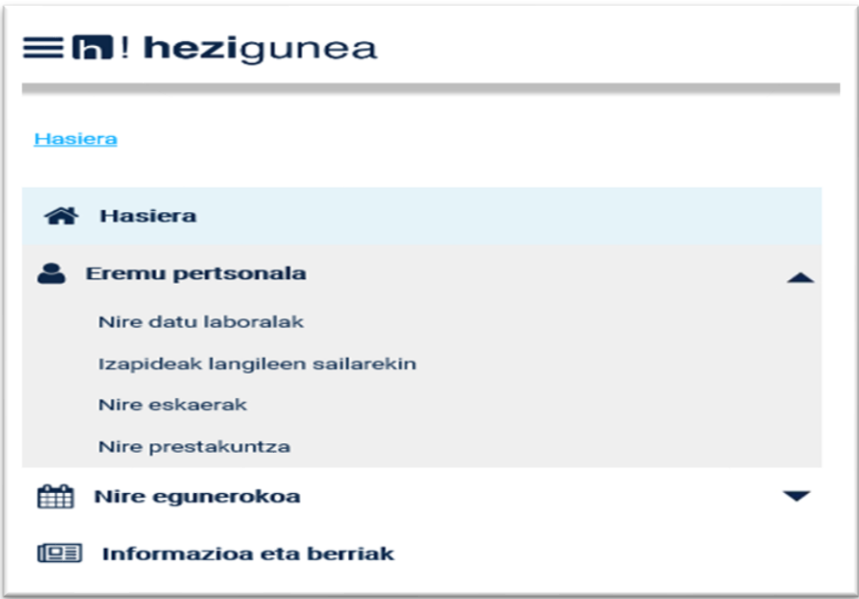 h! hezigunea
Hasiera
Hasiera
Eremu pertsonala
Nire datu laboralak
Izapideak langileen sailarekin
Nire eskaerak
Nire prestakuntza
Nire egunerokoa
Informazioa eta berriak